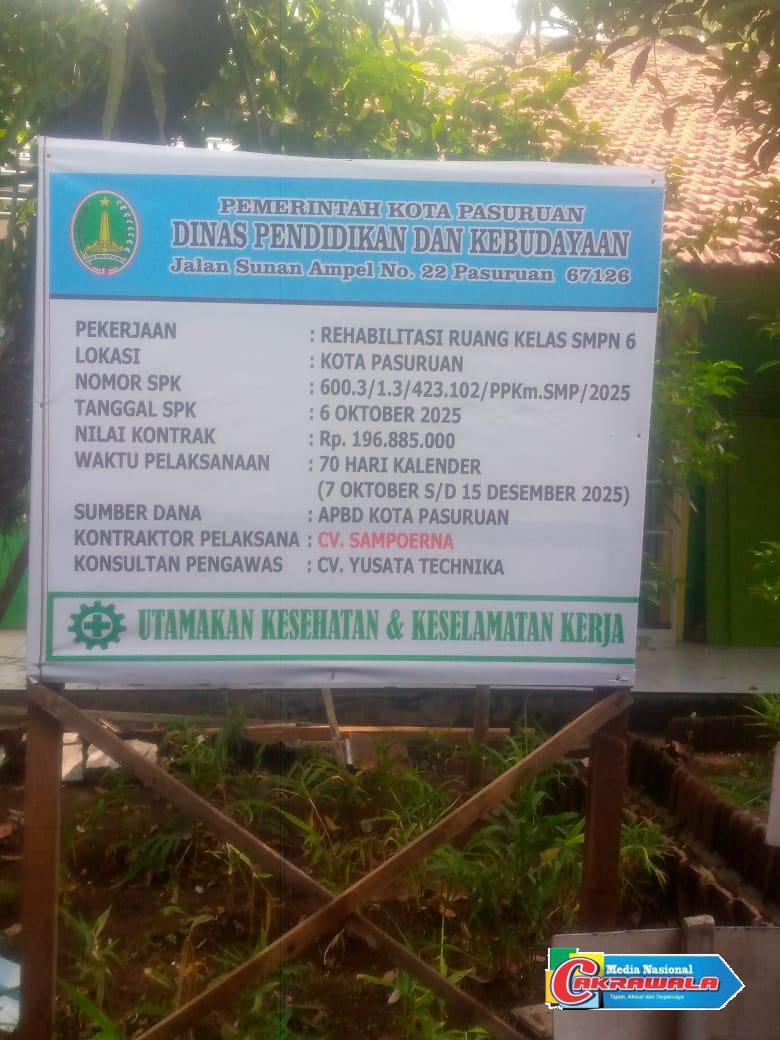 PEMERINTAH KOTA PASURUAN
DINAS PENDIDIKAN DAN KEBUDAYAAN
Jalan Sunan Ampel No. 22 Pasuruan 67126
PEKERJAAN : REHABILITASI RUANG KELAS SMPN 6
LOKASI : KOTA PASURUAN
NOMOR SPK : 600.3/1.3/423.102/PPKm.SMP/2025
TANGGAL SPK : 6 OKTOBER 2025
NILAI KONTRAK : Rp. 196.885.000
WAKTU PELAKSANAAN : 70 HARI KALENDER
(7 OKTOBER S/D 15 DESEMBER 2025)
SUMBER DANA : APBD KOTA PASURUAN
KONTRAKTOR PELAKSANA : CV. SAMPOERNA
KONSULTAN PENGAWAS : CV. YUSATA TECHNIKA
UTAMAKAN KESEHATAN & KESELAMATAN KERJA
Media Nasional
CAKRAWALA
Tajam, Aktual dan Terpercaya